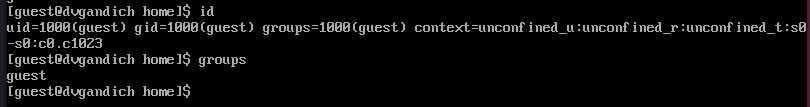 [guest@dvgandich home]$ id
uid=1000(guest) gid=1000(guest) groups=1000(guest) context=unconfined_u:unconfined_r:unconfined_t:s0
-s0:c0.c1023
[guest@dvgandich home]$ groups
guest
[guest@dvgandich home]$